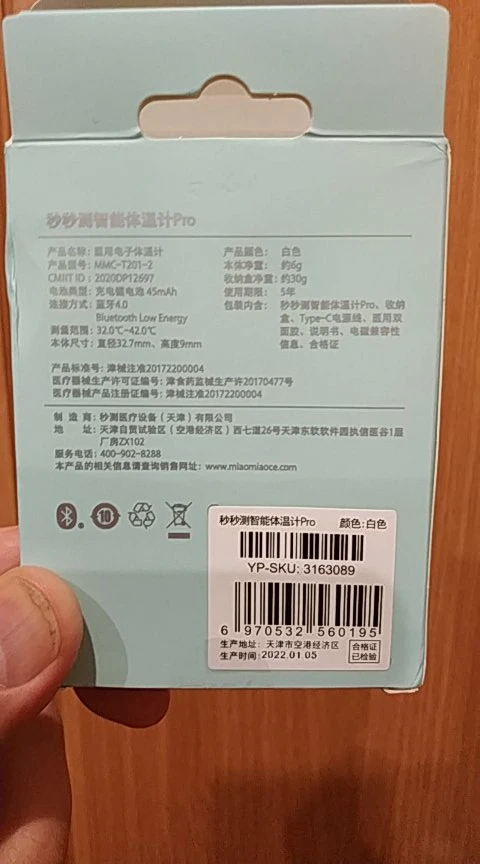 秒秒测智能体温计Pro
产品名称：医用电子体温计
产品型号：MMC-T201-2
CMIIT ID：2020DP12697
电池类型：充电锂电池 45mAh
连接方式：蓝牙4.0
Bluetooth Low Energy
测量范围：32.0℃~42.0℃
本体尺寸：直径32.7mm、高度9mm
产品颜色：白色
本体净重：约6g
收纳盒净重：约30g
使用期限：5年
包装内含：秒秒测智能体温计Pro、收纳
盒、Type-C电源线、医用双
面胶、说明书、电磁兼容性
信息、合格证
产品标准号：津械注准20172200004
医疗器械生产许可证编号：津食药监械生产许20170477号
医疗器械产品注册证编号：津械注准20172200004
制 造 商：秒测医疗设备（天津）有限公司
地 址：天津自贸试验区（空港经济区）西七道26号天津东软软件园执信医谷1层
厂房ZX102
服务电话：400-902-8288
本产品的相关信息请查询销售网址：www.miaomiaoce.com
10
秒秒测智能体温计Pro 颜色:白色
YP-SKU: 3163089
6 970532 560195
生产地址：天津市空港经济区
生产时间：2022.01.05
合格证
已检验